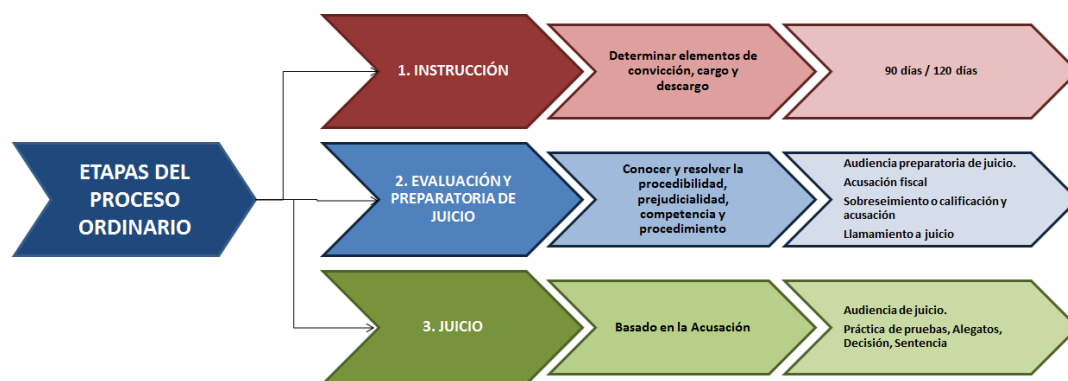 ETAPAS DEL
PROCESO
ORDINARIO
1. INSTRUCCIÓN
Determinar elementos de
convicción, cargo y
descargo
90 días / 120 días
2. EVALUACIÓN Y
PREPARATORIA DE
JUICIO
Conocer y resolver la
procedibilidad,
prejudicialidad,
competencia y
procedimiento
Audiencia preparatoria de juicio.
Acusación fiscal
Sobreseimiento o calificación y
acusación
Llamamiento a juicio
3. JUICIO
Basado en la Acusación
Audiencia de juicio.
Práctica de pruebas, Alegatos,
Decisión, Sentencia